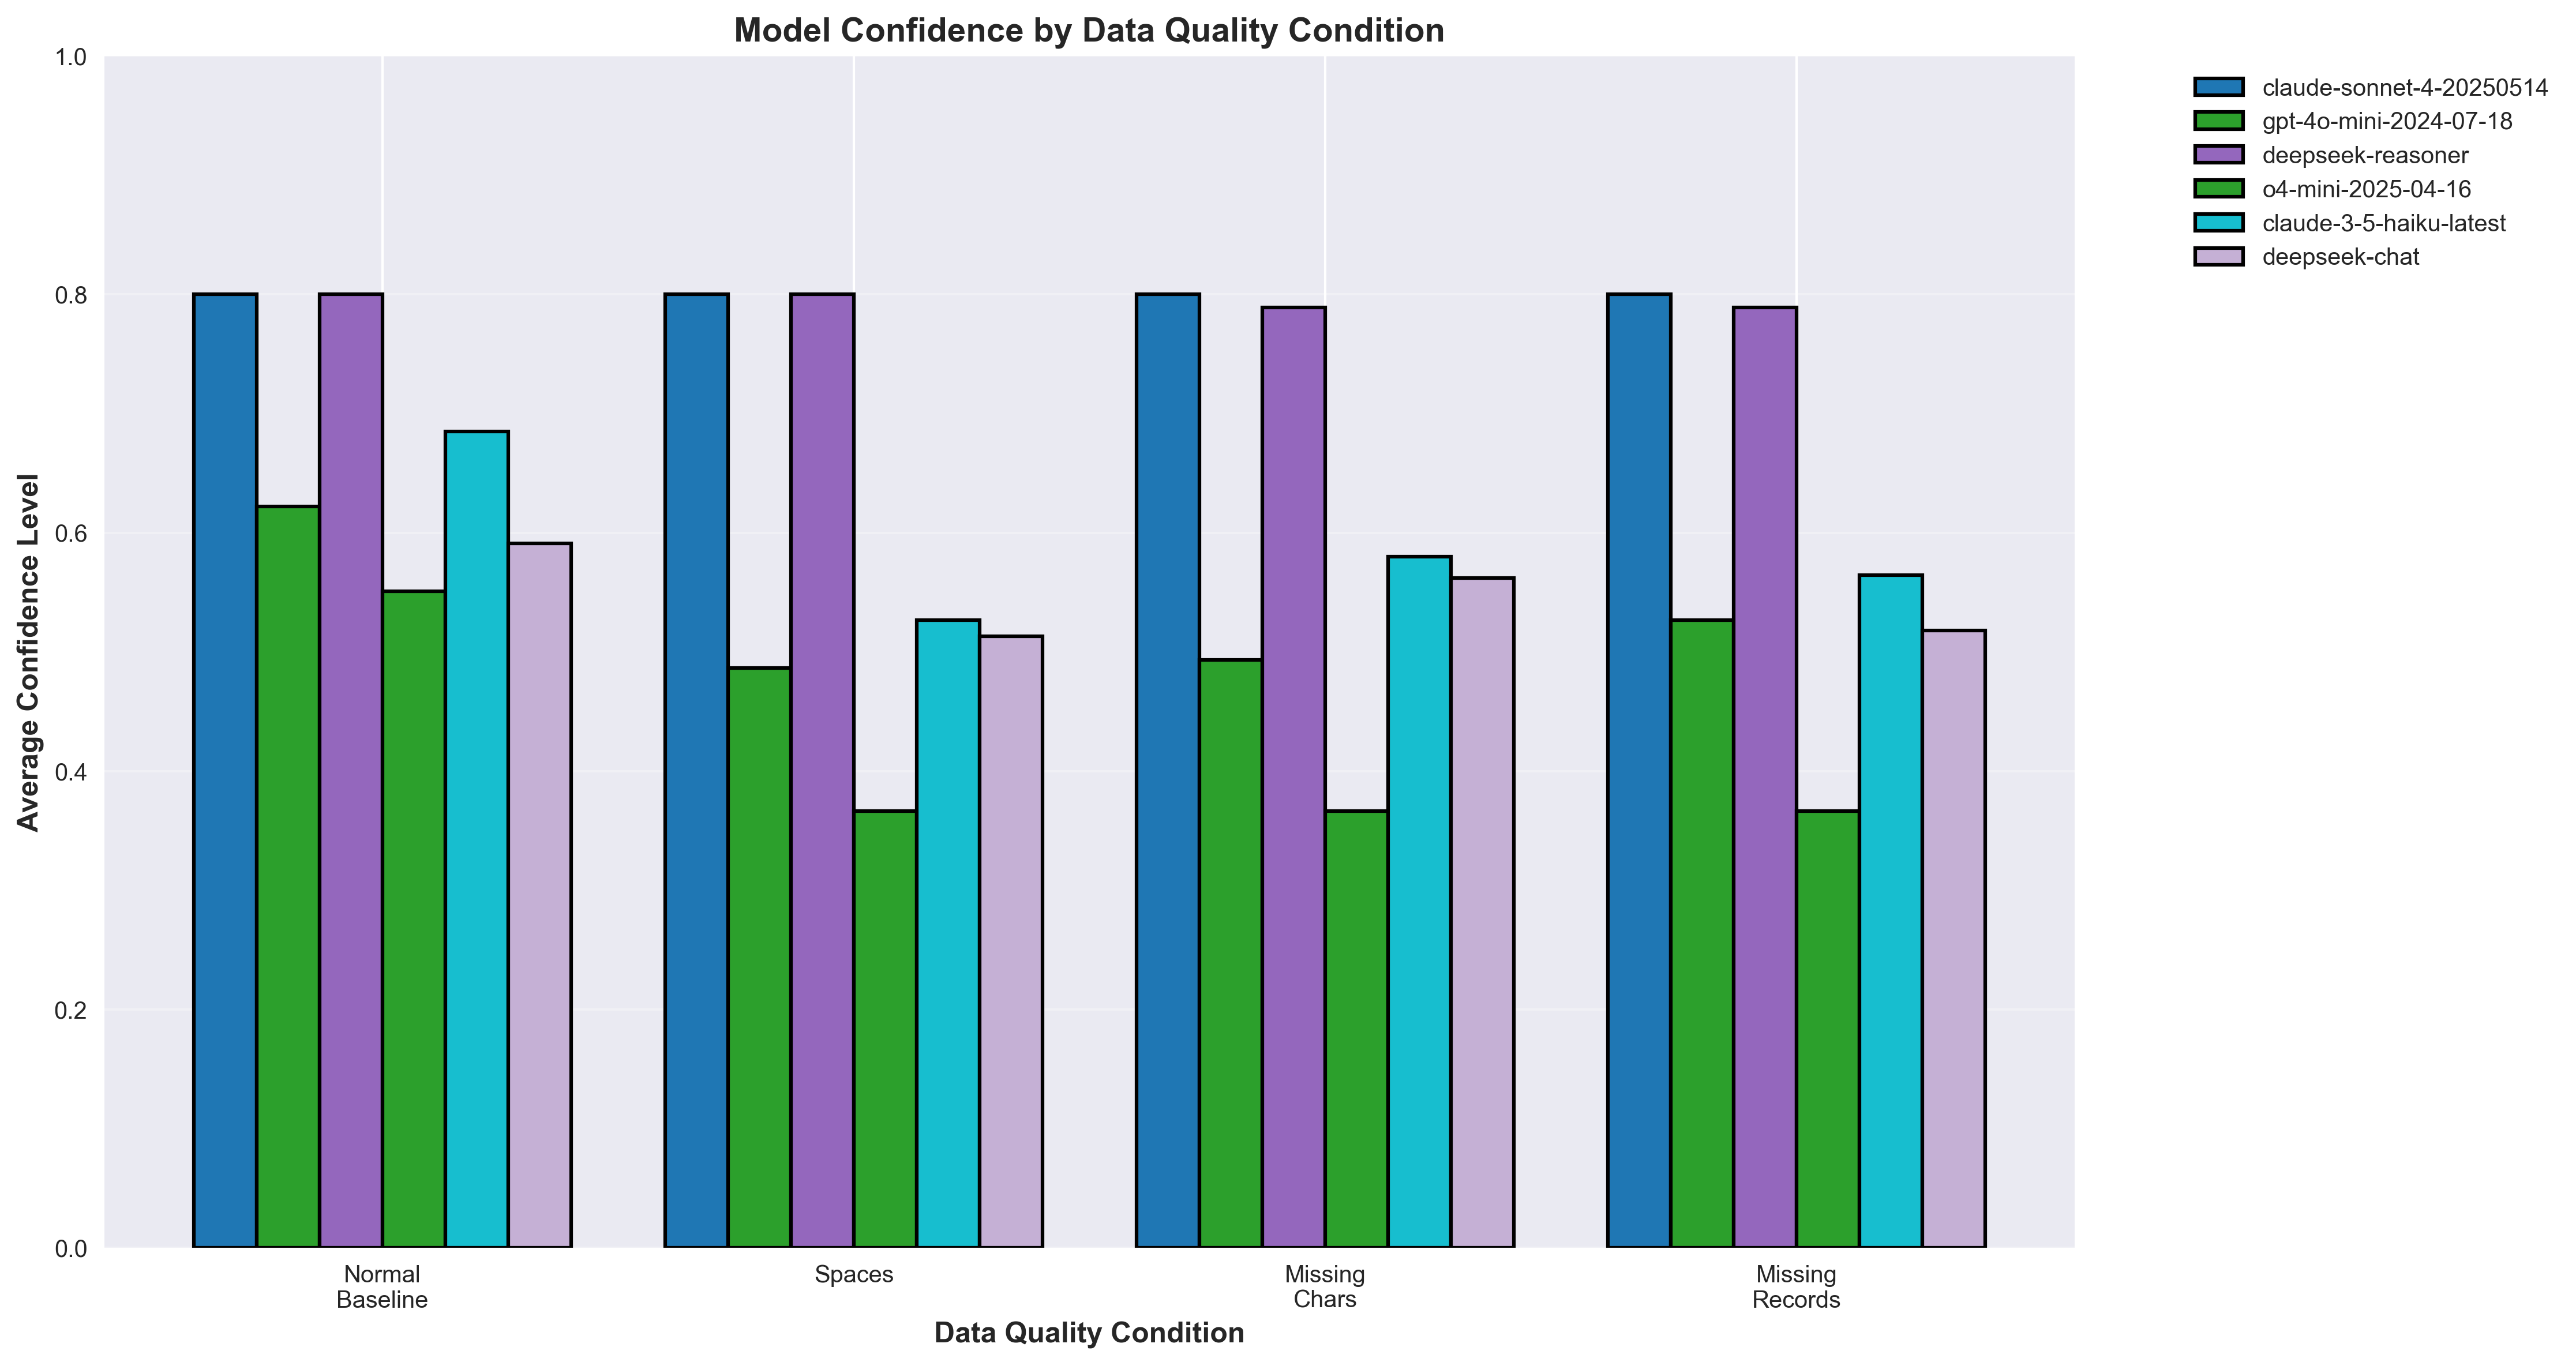 Model Confidence by Data Quality Condition
1.0
0.8
0.6
0.4
0.2
0.0
Average Confidence Level
Normal
Baseline
Spaces
Missing
Chars
Missing
Records
Data Quality Condition
claude-sonnet-4-20250514
gpt-4o-mini-2024-07-18
deepseek-reasoner
o4-mini-2025-04-16
claude-3-5-haiku-latest
deepseek-chat